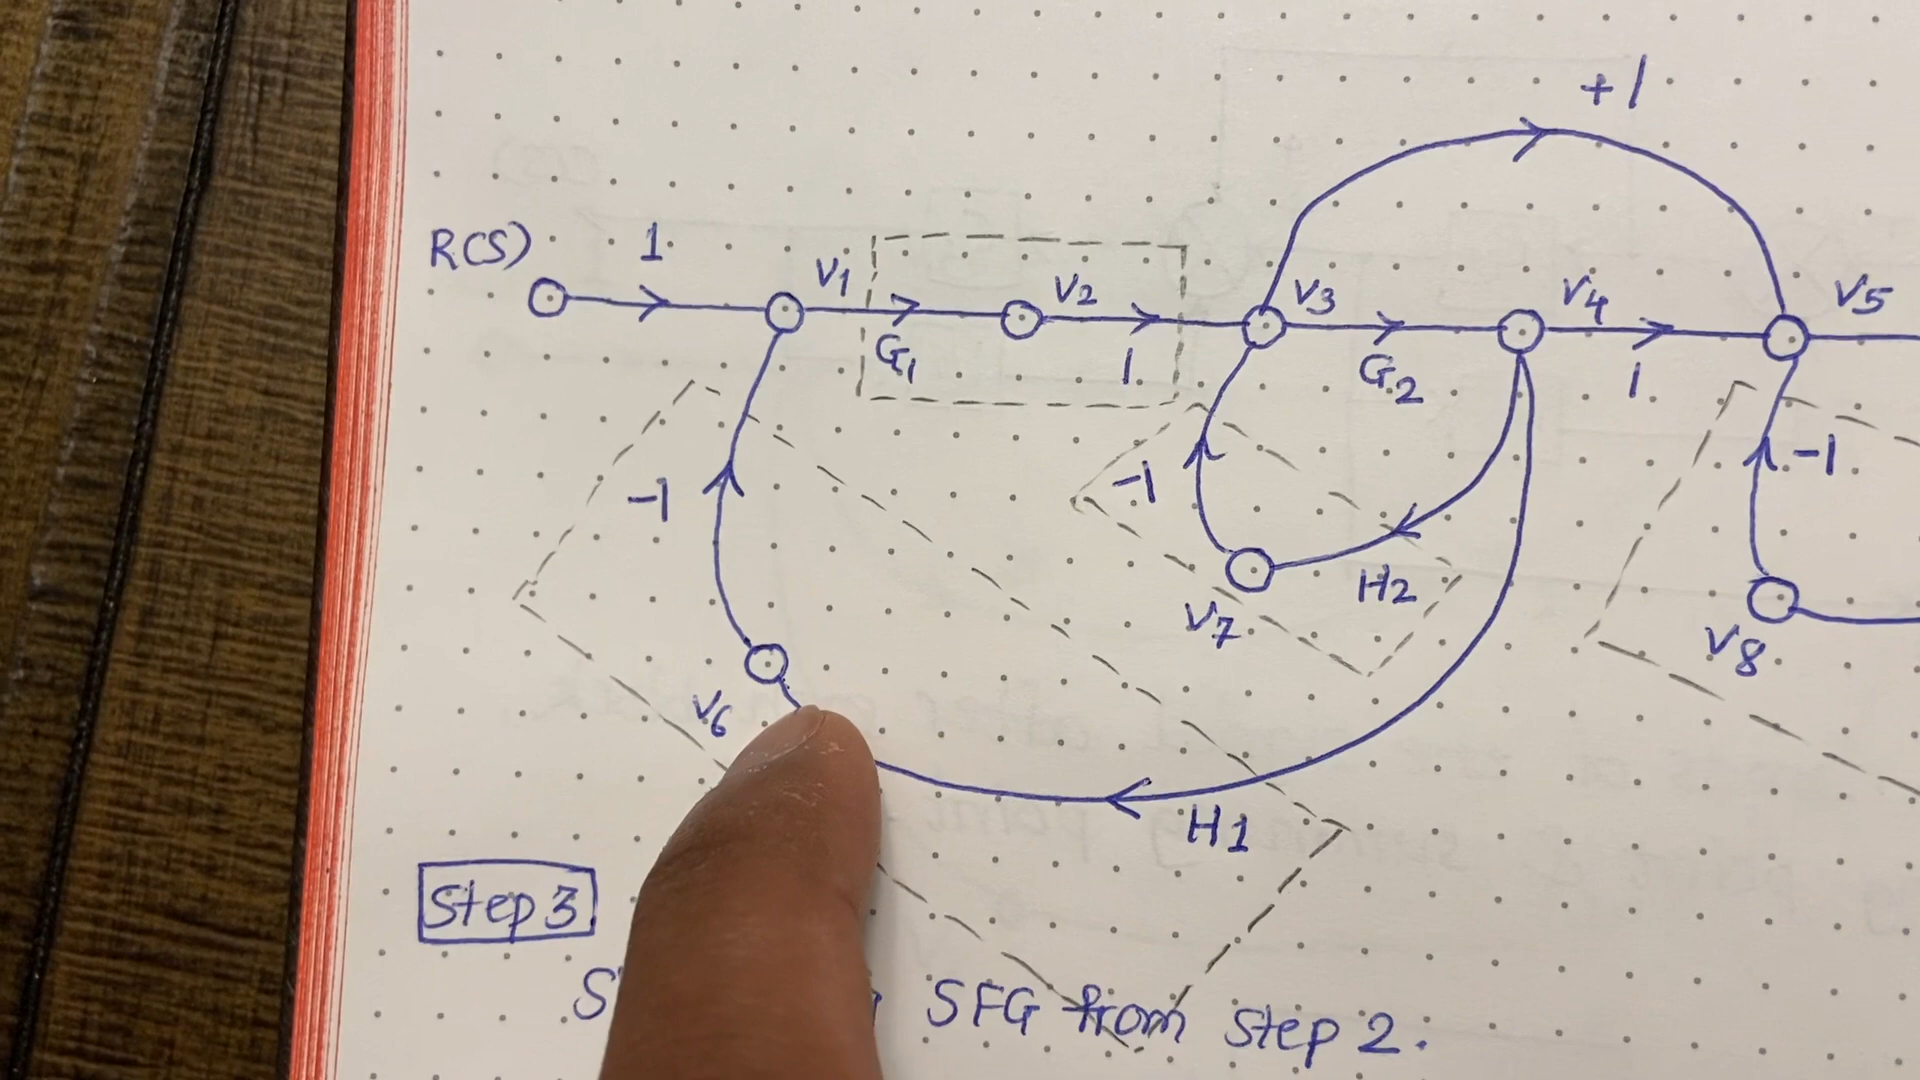 +1
R(S) 1 V1 V2 V3 V4 V5
G1 1 G2 1
-1 -1 -1
V7 H2 V8
V6 H1
Step 3
SFG from Step 2.